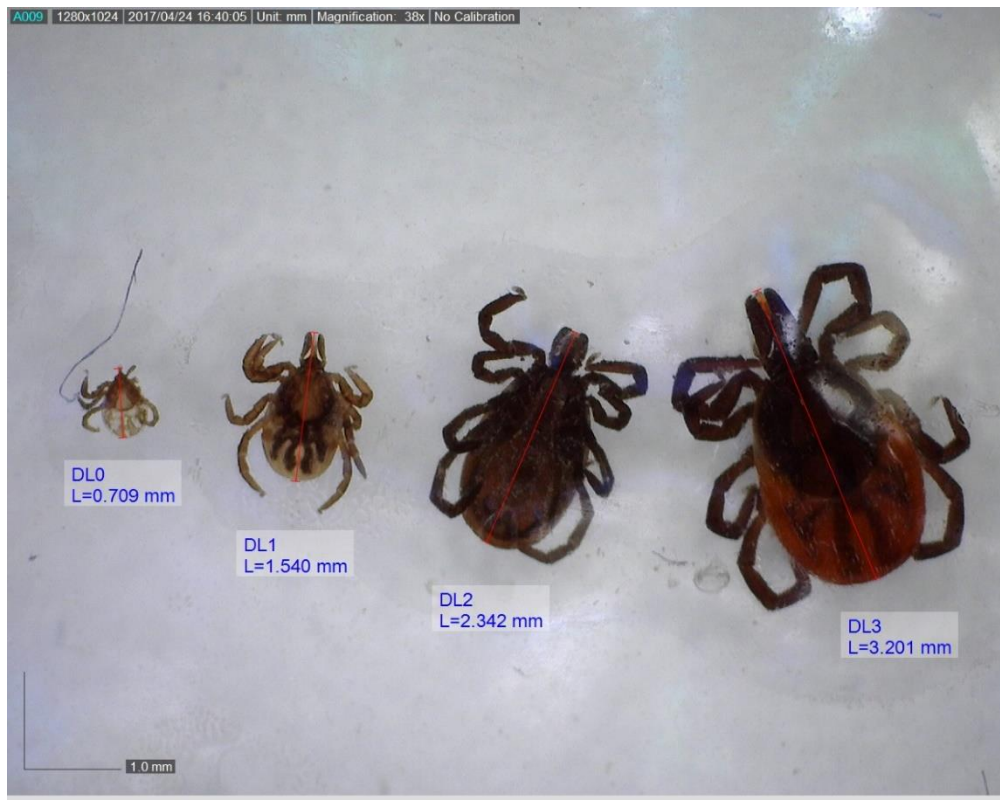 A009 1280x1024 2017/04/24 16:40:05 Unit: mm Magnification: 38x No Calibration
DL0
L=0.709 mm
DL1
L=1.540 mm
DL2
L=2.342 mm
DL3
L=3.201 mm
1.0 mm